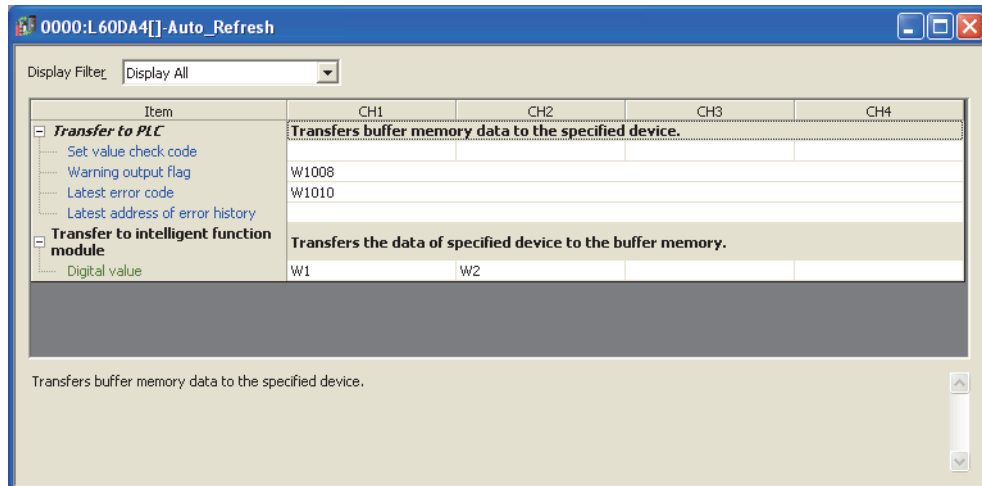 0000:L60DA4[]-Auto_Refresh
Display Filter Display All
Item CH1 CH2 CH3 CH4
Transfer to PLC Transfers buffer memory data to the specified device.
Set value check code
Warning output flag W1008
Latest error code W1010
Latest address of error history
Transfer to intelligent function
module
Transfers the data of specified device to the buffer memory.
Digital value W1 W2
Transfers buffer memory data to the specified device.